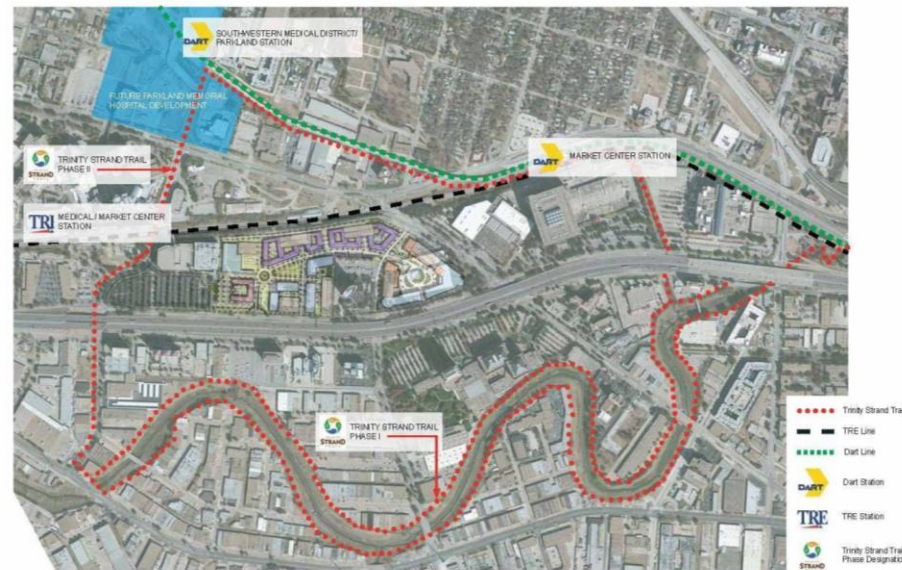 DART
SOUTHWESTERN MEDICAL DISTRICT/
PARKLAND STATION
FUTURE PARKLAND MEMORIAL
HOSPITAL DEVELOPMENT
STRAND
TRINITY STRAND TRAIL
PHASE II
DART
MARKET CENTER STATION
TRI
MEDICAL / MARKET CENTER
STATION
STRAND
TRINITY STRAND TRAIL
PHASE I
Trinity Strand Tra
TRE Line
Dart Line
DART
Dart Station
TRE
TRE Station
STRAND
Trinity Strand Trai
Phase Designatio